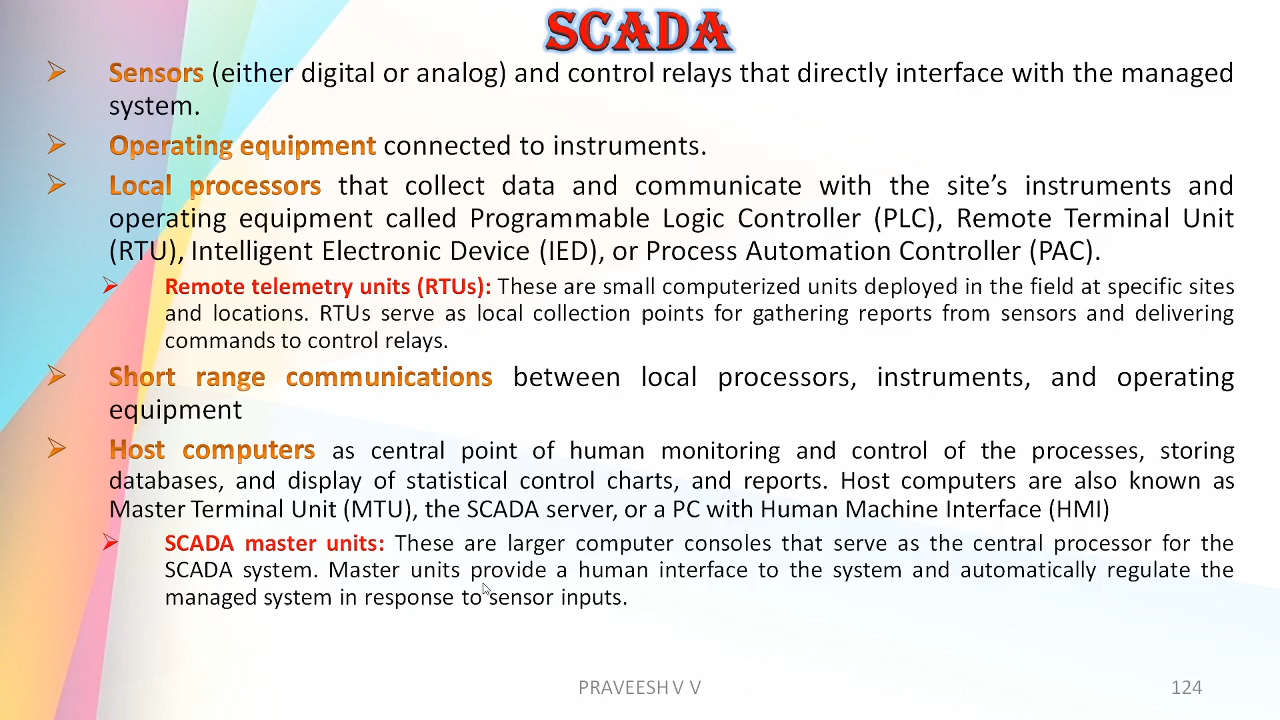 SCADA
Sensors (either digital or analog) and control relays that directly interface with the managed
system.
Operating equipment connected to instruments.
Local processors that collect data and communicate with the site's instruments and
operating equipment called Programmable Logic Controller (PLC), Remote Terminal Unit
(RTU), Intelligent Electronic Device (IED), or Process Automation Controller (PAC).
Remote telemetry units (RTUs): These are small computerized units deployed in the field at specific sites
and locations. RTUs serve as local collection points for gathering reports from sensors and delivering
commands to control relays.
Short range communications between local processors, instruments, and operating
equipment
Host computers as central point of human monitoring and control of the processes, storing
databases, and display of statistical control charts, and reports. Host computers are also known as
Master Terminal Unit (MTU), the SCADA server, or a PC with Human Machine Interface (HMI)
SCADA master units: These are larger computer consoles that serve as the central processor for the
SCADA system. Master units provide a human interface to the system and automatically regulate the
managed system in response to sensor inputs.
PRAVEESH V V
124